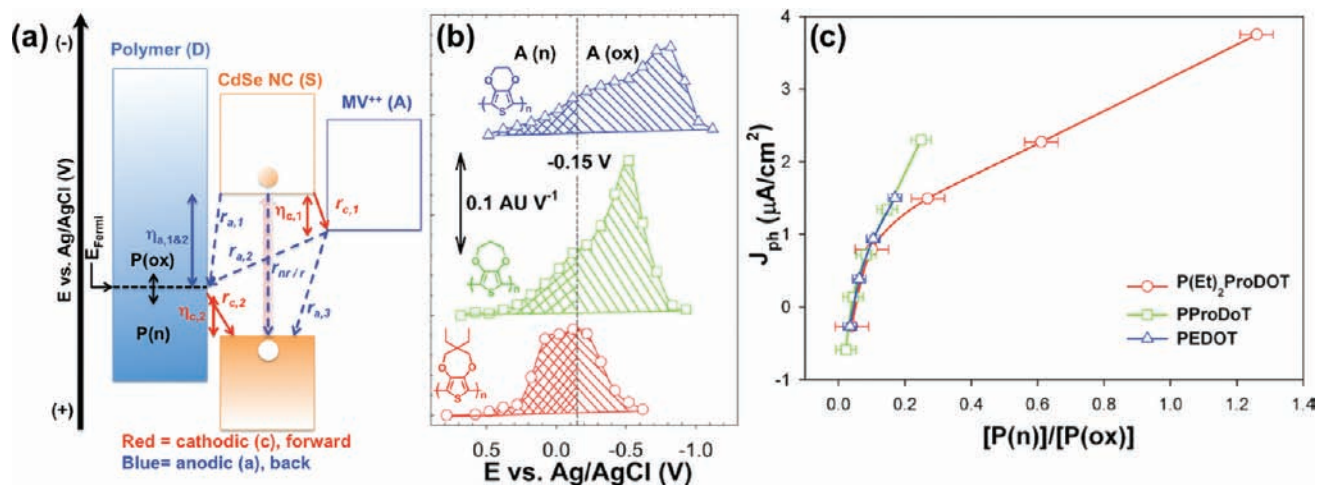 (a)
(-)
E vs. Ag/AgCl (V)
(+)
Polymer (D)
CdSe NC (S)
MV++ (A)
ηa,1&2
ra,1
ηc,1
rc,1
EFermi
P(ox)
P(n)
ra,2
rnr / r
rc,2
ηc,2
ra,3
Red = cathodic (c), forward
Blue= anodic (a), back
(b)
A (n)
A (ox)
O
O
S
n
-0.15 V
0.1 AU V-1
O
O
S
n
O
O
S
n
0.5
0.0
-0.5
-1.0
E vs. Ag/AgCl (V)
(c)
Jph (μA/cm2)
4
3
2
1
0
-1
P(Et)2ProDOT
PProDoT
PEDOT
0.0
0.2
0.4
0.6
0.8
1.0
1.2
1.4
[P(n)]/[P(ox)]